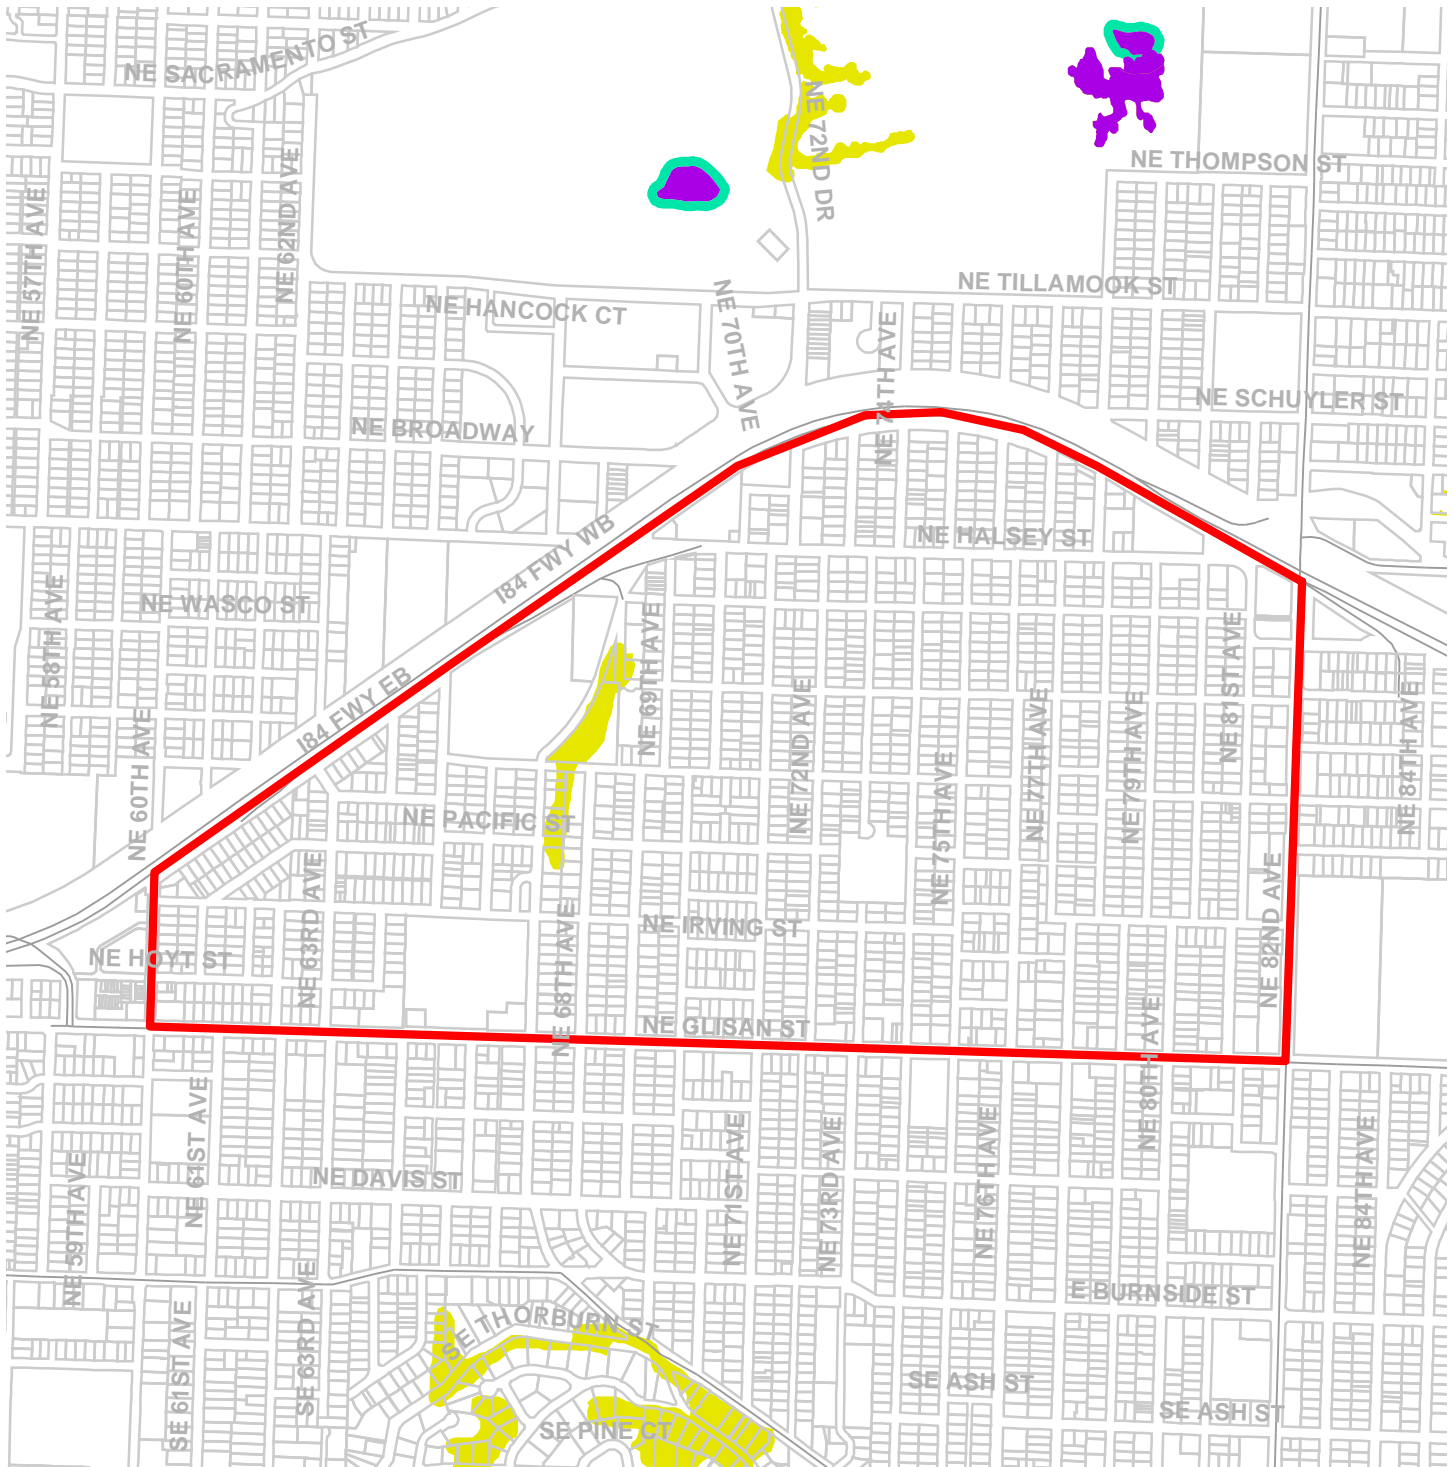 NE SACRAMENTO ST
NE 72ND DR
NE THOMPSON ST
NE 57TH AVE
NE 60TH AVE
NE 62ND AVE
NE TILLAMOOK ST
NE HANCOCK CT
NE 70TH AVE
NE 74TH AVE
NE SCHUYLER ST
NE BROADWAY
NE HALSEY ST
I84 FWY WB
NE WASCO ST
NE 58TH AVE
NE 69TH AVE
NE 81ST AVE
I84 FWY EB
NE 60TH AVE
NE 72ND AVE
NE 77TH AVE
NE 79TH AVE
NE 84TH AVE
NE 75TH AVE
NE PACIFIC ST
NE 63RD AVE
NE 82ND AVE
NE IRVING ST
NE HOYT ST
NE 68TH AVE
NE GLISAN ST
NE 80TH AVE
NE 61ST AVE
NE 71ST AVE
NE 73RD AVE
NE 76TH AVE
NE 84TH AVE
NE DAVIS ST
NE 59TH AVE
E BURNSIDE ST
SE 63RD AVE
SE 61ST AVE
SE THORBURN ST
SE ASH ST
SE ASH ST
SE PINE CT